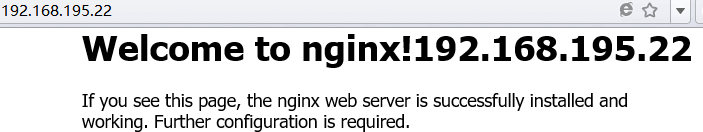 192.168.195.22
Welcome to nginx!192.168.195.22
If you see this page, the nginx web server is successfully installed and
working. Further configuration is required.